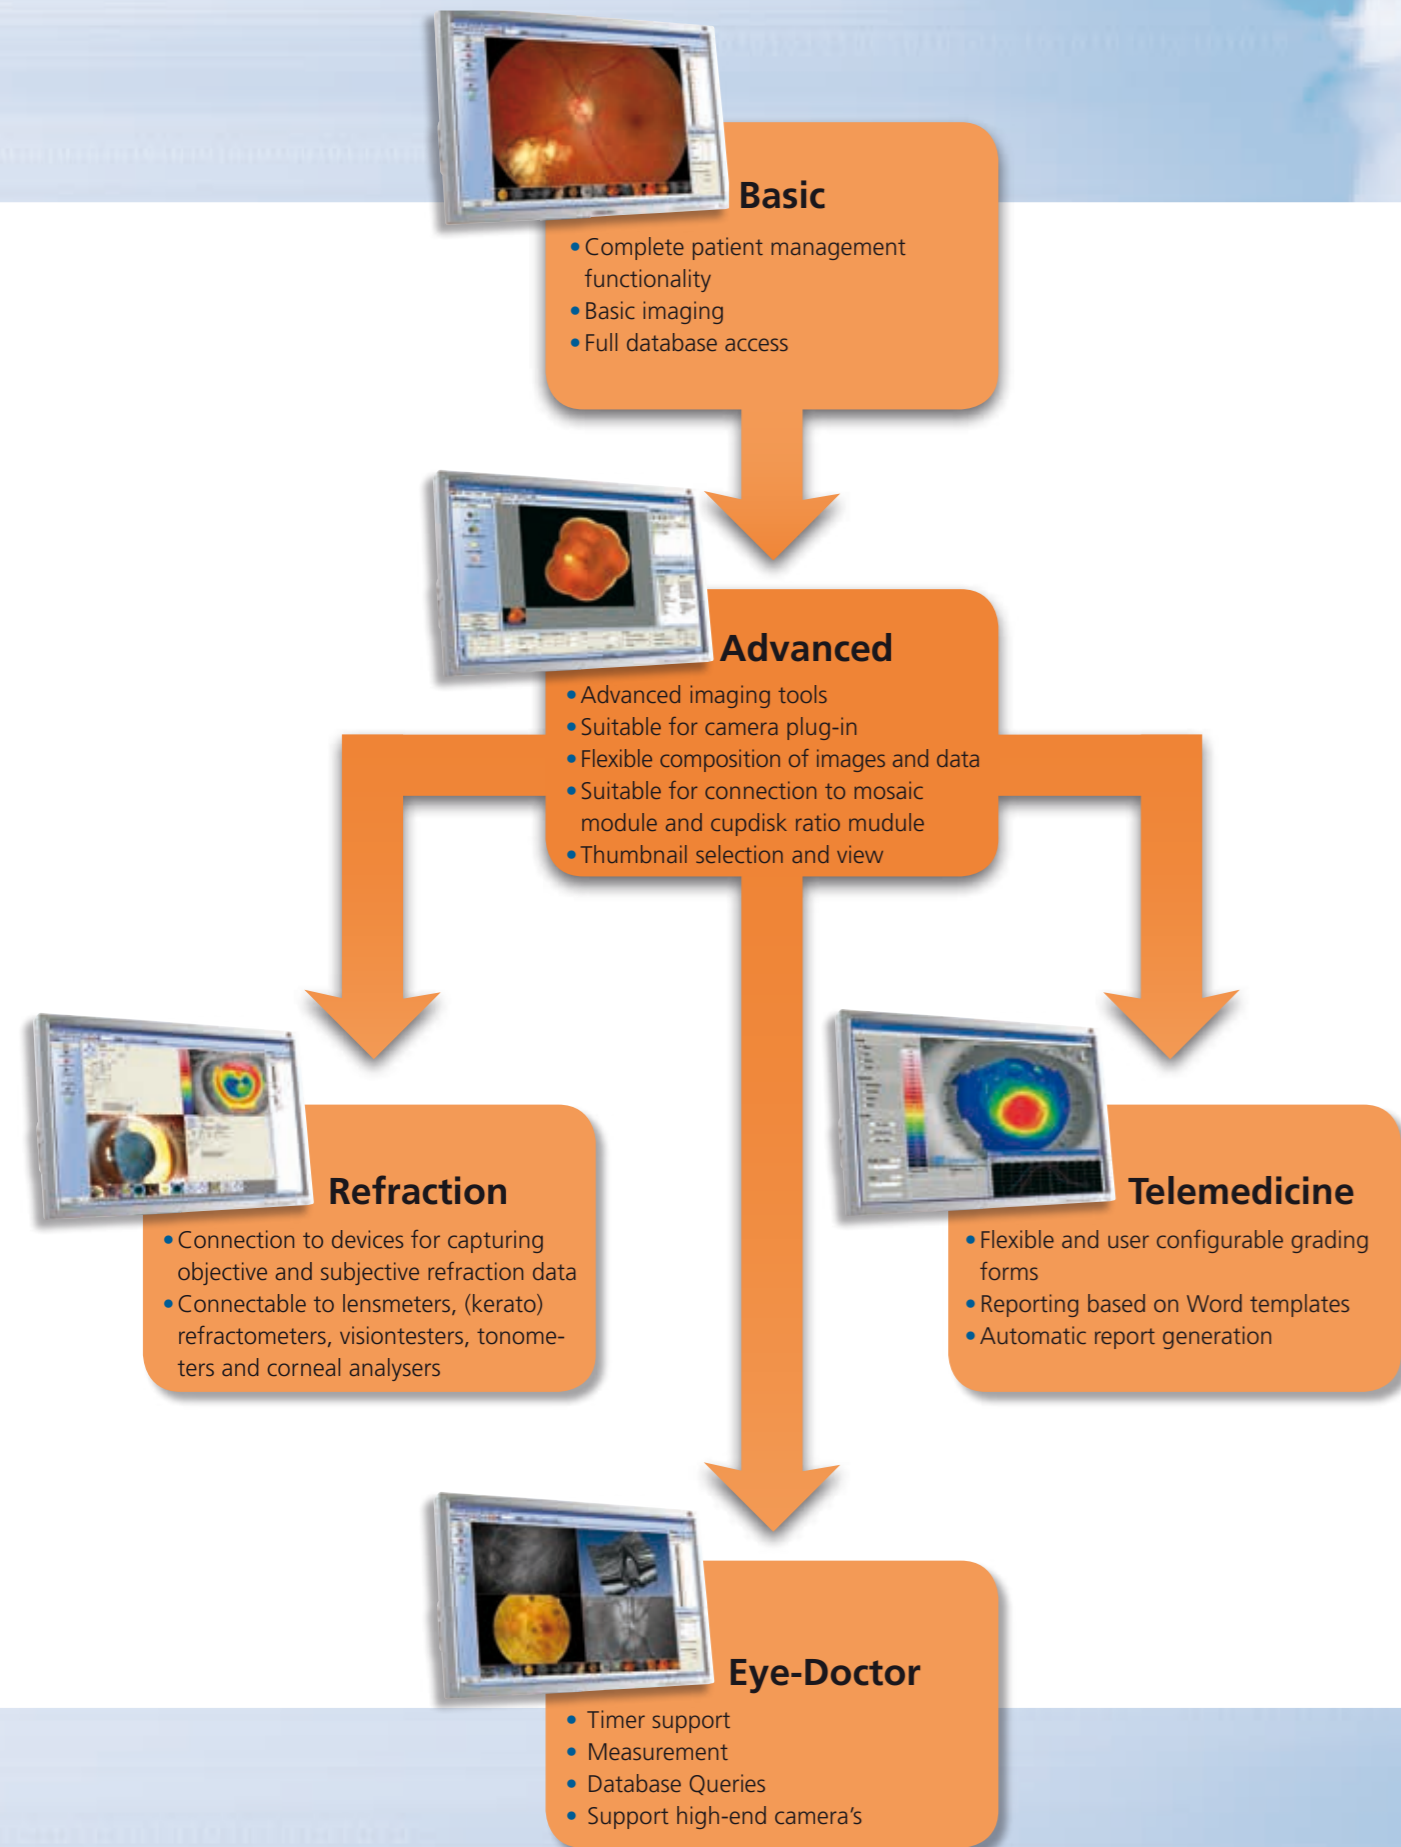 Basic
• Complete patient management
functionality
• Basic imaging
• Full database access
Advanced
• Advanced imaging tools
• Suitable for camera plug-in
• Flexible composition of images and data
• Suitable for connection to mosaic
module and cupdisk ratio mudule
• Thumbnail selection and view
Refraction
• Connection to devices for capturing
objective and subjective refraction data
• Connectable to lensmeters, (kerato)
refractometers, visiontesters, tonome-
ters and corneal analysers
Telemedicine
• Flexible and user configurable grading
forms
• Reporting based on Word templates
• Automatic report generation
Eye-Doctor
• Timer support
• Measurement
• Database Queries
• Support high-end camera's